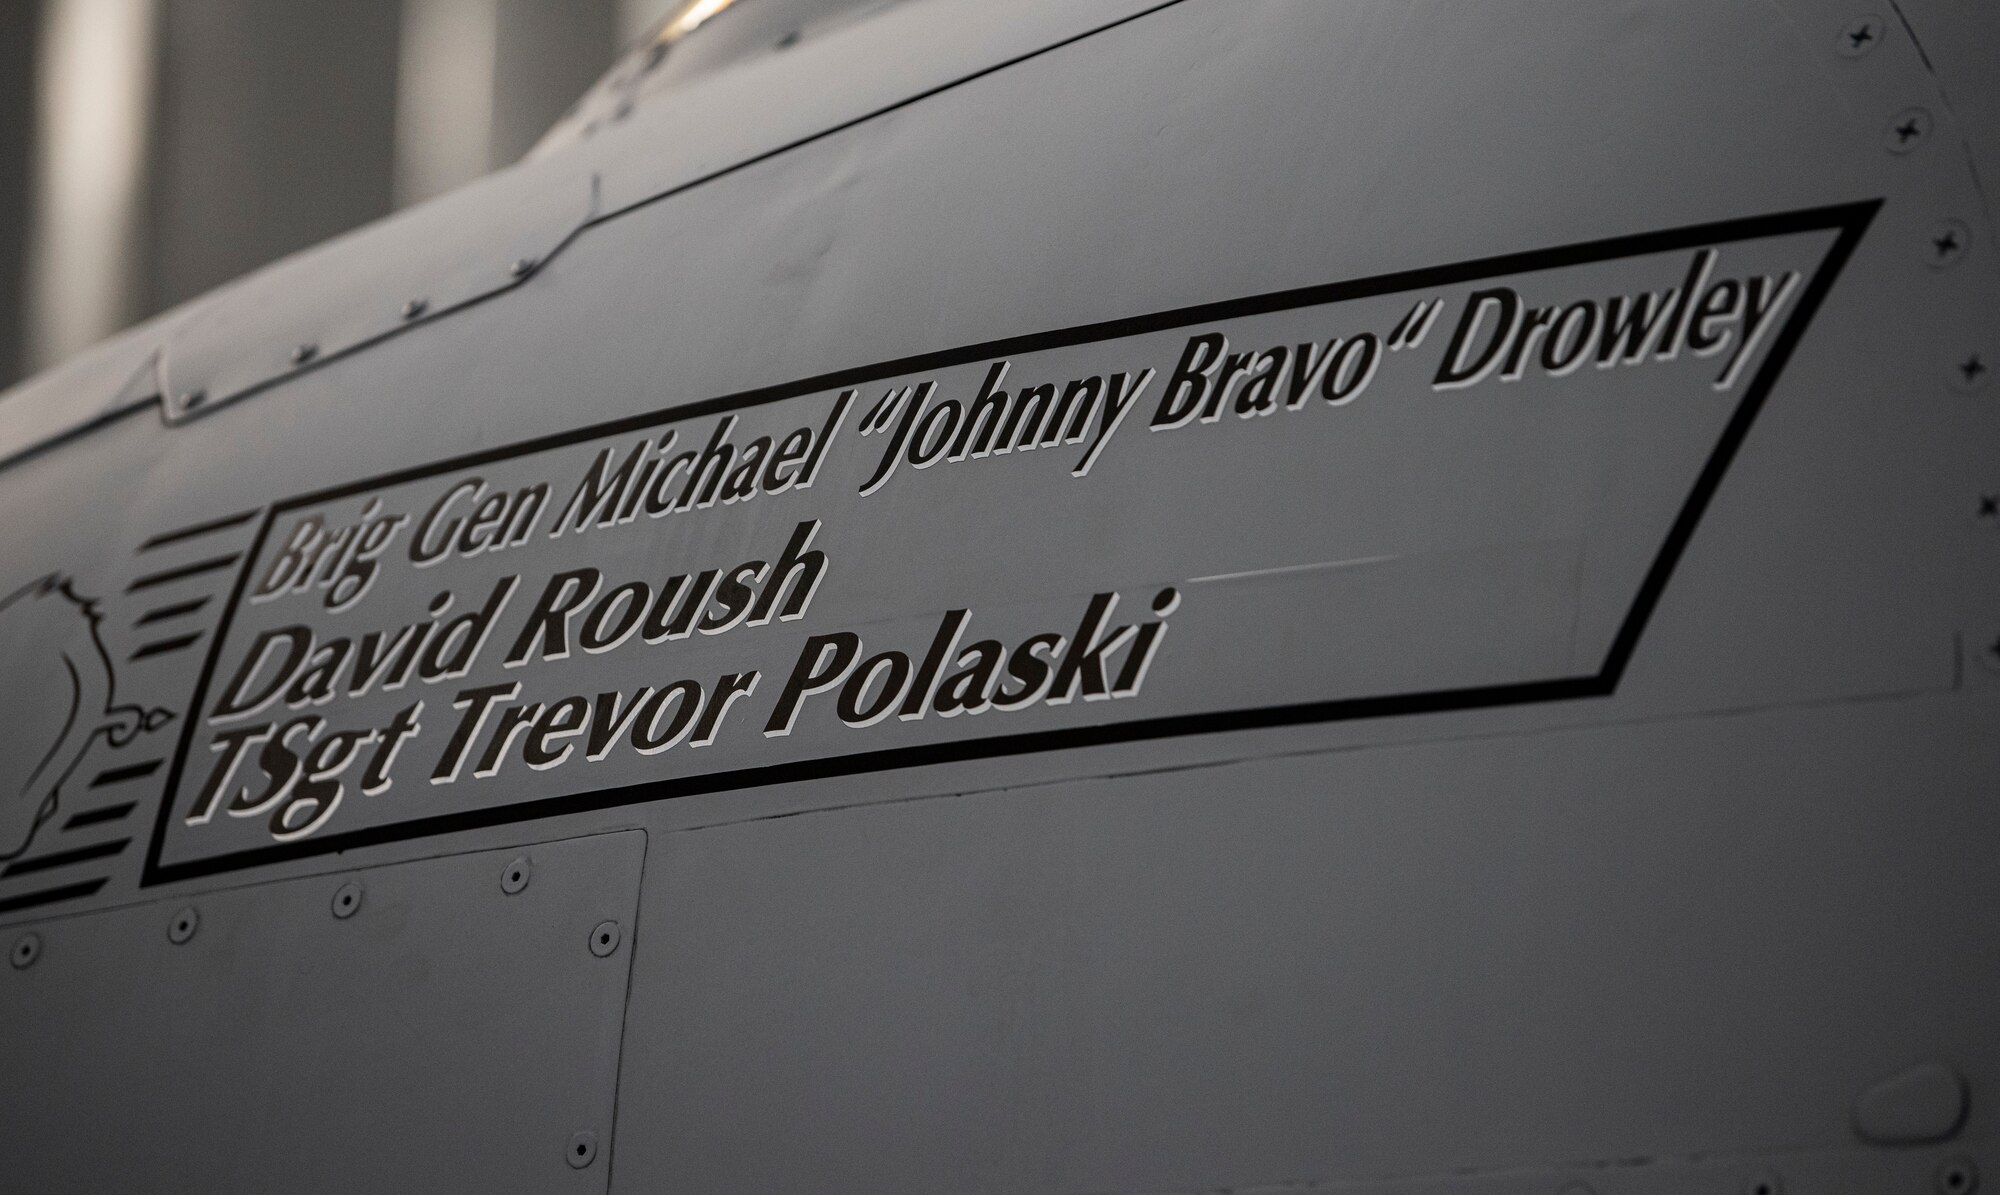 Brig Gen Michael “Johnny Bravo“ Drowley
David Roush
TSgt Trevor Polaski